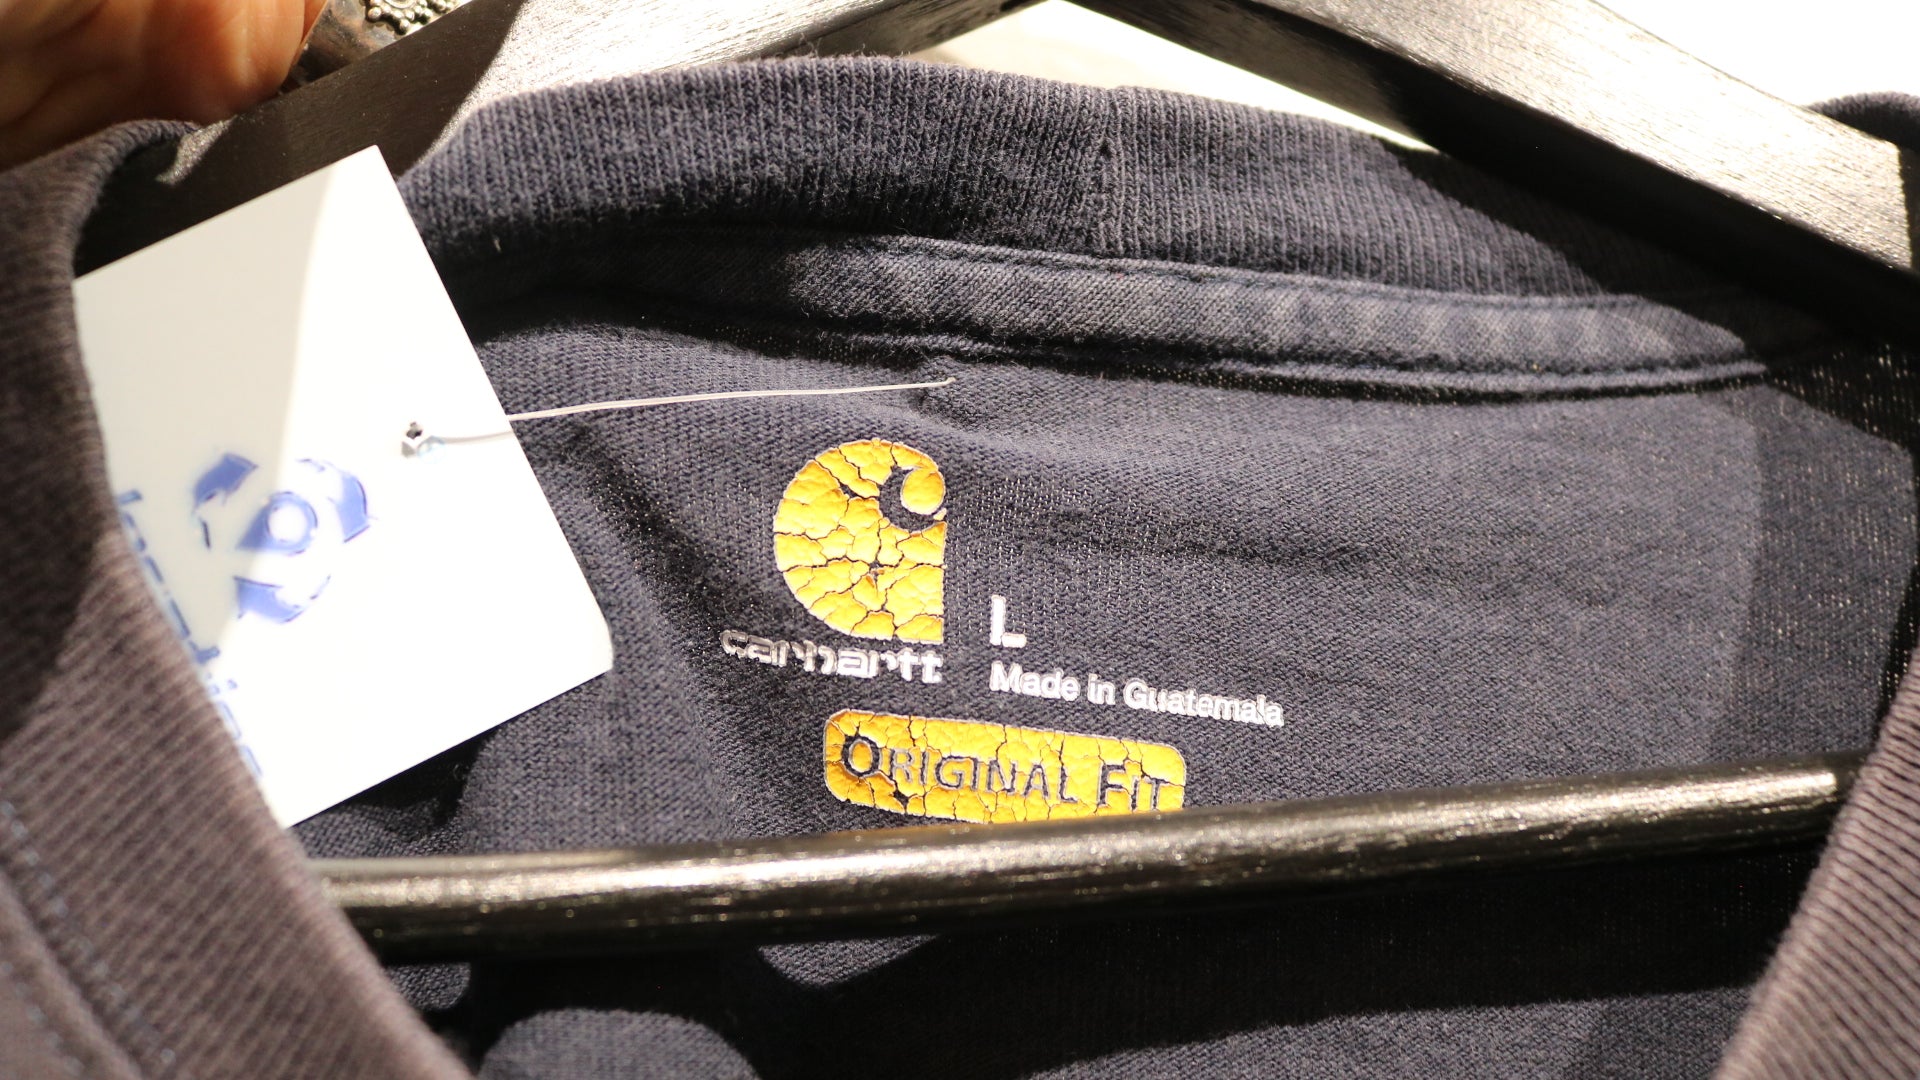 carhartt
L
Made in Guatemala
ORIGINAL FIT